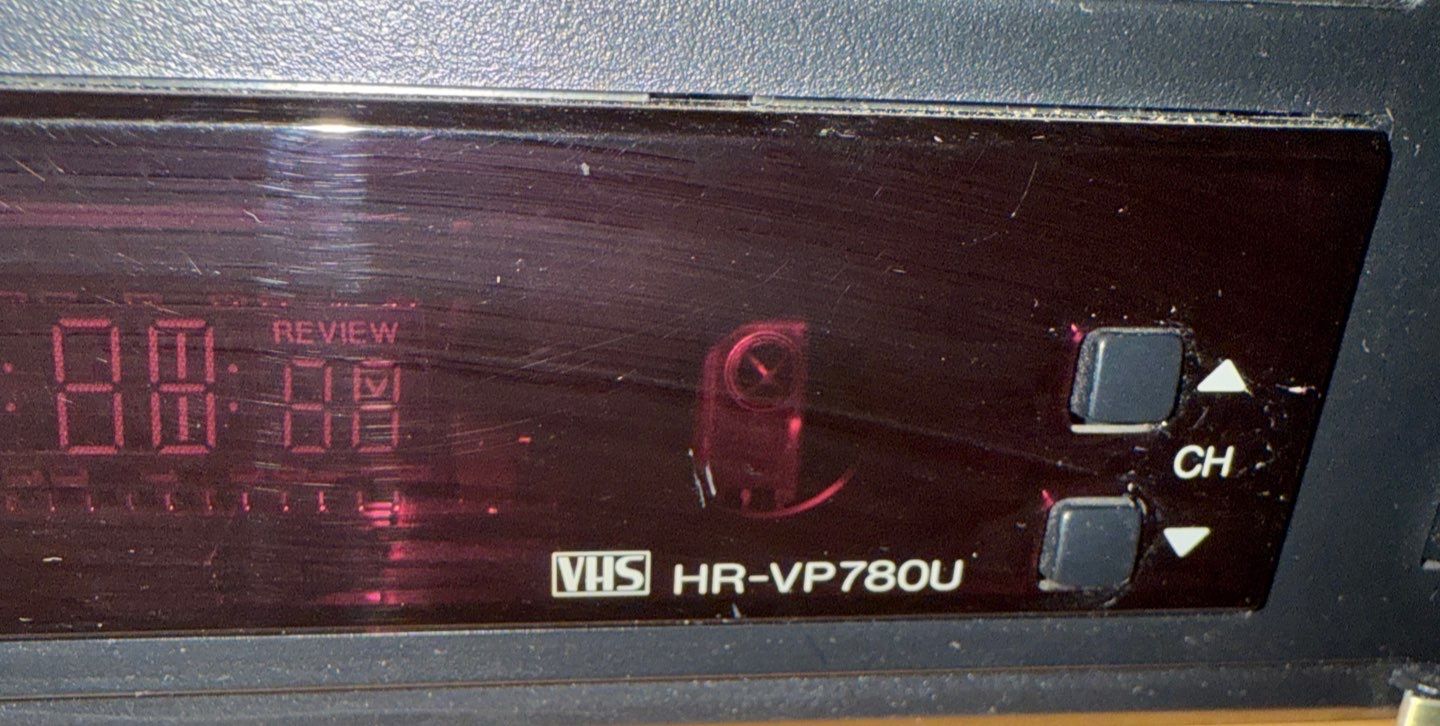 REVIEW
CH
VHS HR-VP780U